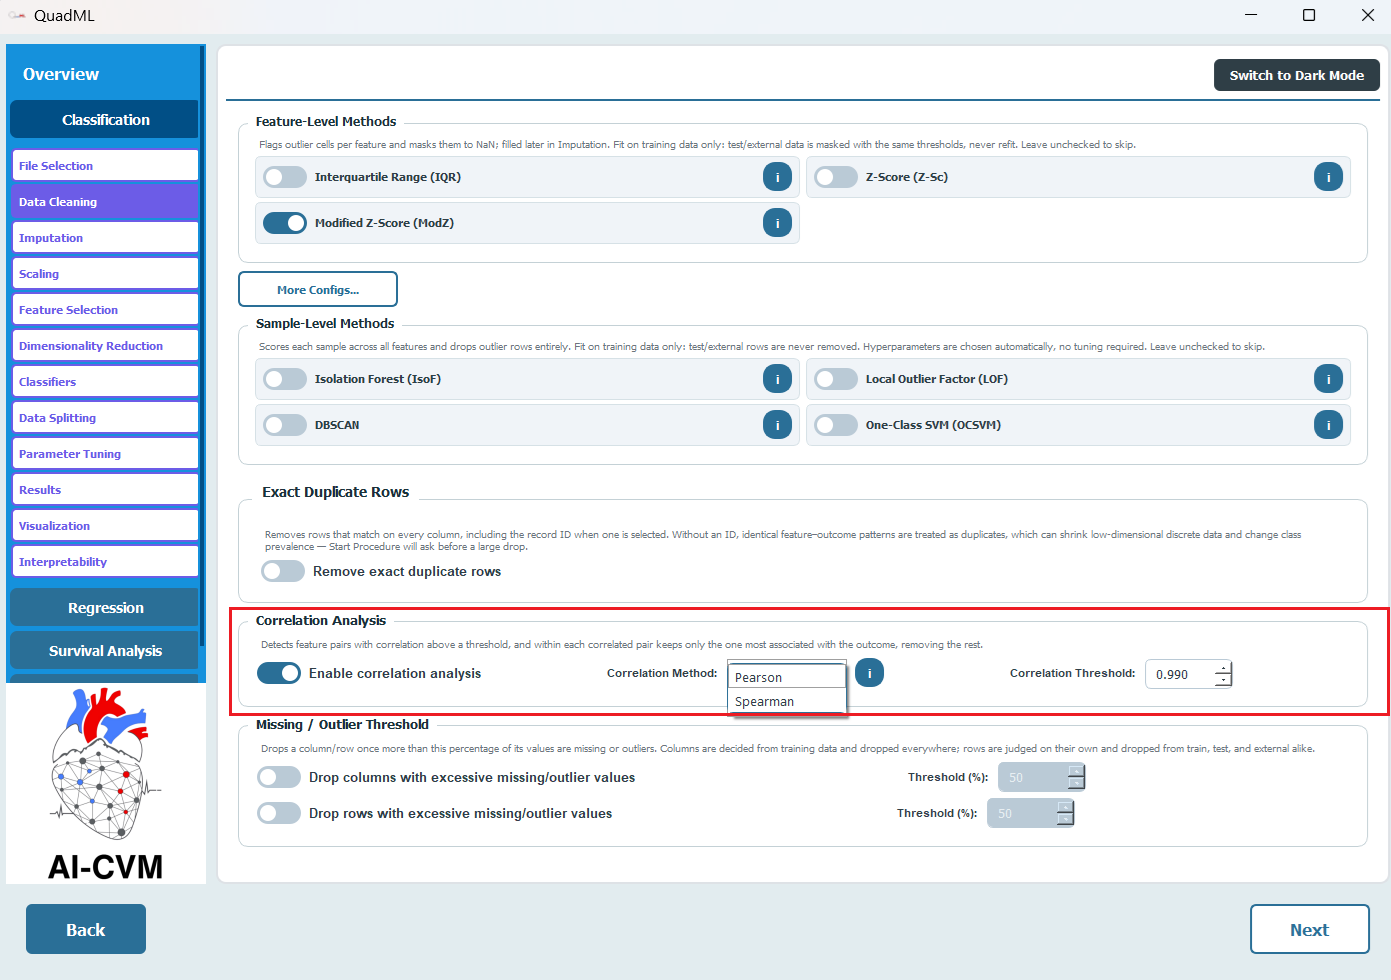 QuadML
Overview
Classification
File Selection
Data Cleaning
Imputation
Scaling
Feature Selection
Dimensionality Reduction
Classifiers
Data Splitting
Parameter Tuning
Results
Visualization
Interpretability
Regression
Survival Analysis
AI-CVM
Switch to Dark Mode
Feature-Level Methods
Flags outlier cells per feature and masks them to NaN; filled later in Imputation. Fit on training data only: test/external data is masked with the same thresholds, never refit. Leave unchecked to skip.
Interquartile Range (IQR) i
Z-Score (Z-Sc) i
Modified Z-Score (ModZ) i
More Configs...
Sample-Level Methods
Scores each sample across all features and drops outlier rows entirely. Fit on training data only: test/external rows are never removed. Hyperparameters are chosen automatically, no tuning required. Leave unchecked to skip.
Isolation Forest (IsoF) i
Local Outlier Factor (LOF) i
DBSCAN i
One-Class SVM (OCSVM) i
Exact Duplicate Rows
Removes rows that match on every column, including the record ID when one is selected. Without an ID, identical feature–outcome patterns are treated as duplicates, which can shrink low-dimensional discrete data and change class
prevalence — Start Procedure will ask before a large drop.
Remove exact duplicate rows
Correlation Analysis
Detects feature pairs with correlation above a threshold, and within each correlated pair keeps only the one most associated with the outcome, removing the rest.
Enable correlation analysis
Correlation Method:
Pearson
Spearman
i
Correlation Threshold: 0.990
Missing / Outlier Threshold
Drops a column/row once more than this percentage of its values are missing or outliers. Columns are decided from training data and dropped everywhere; rows are judged on their own and dropped from train, test, and external alike.
Drop columns with excessive missing/outlier values
Threshold (%): 50
Drop rows with excessive missing/outlier values
Threshold (%): 50
Back
Next